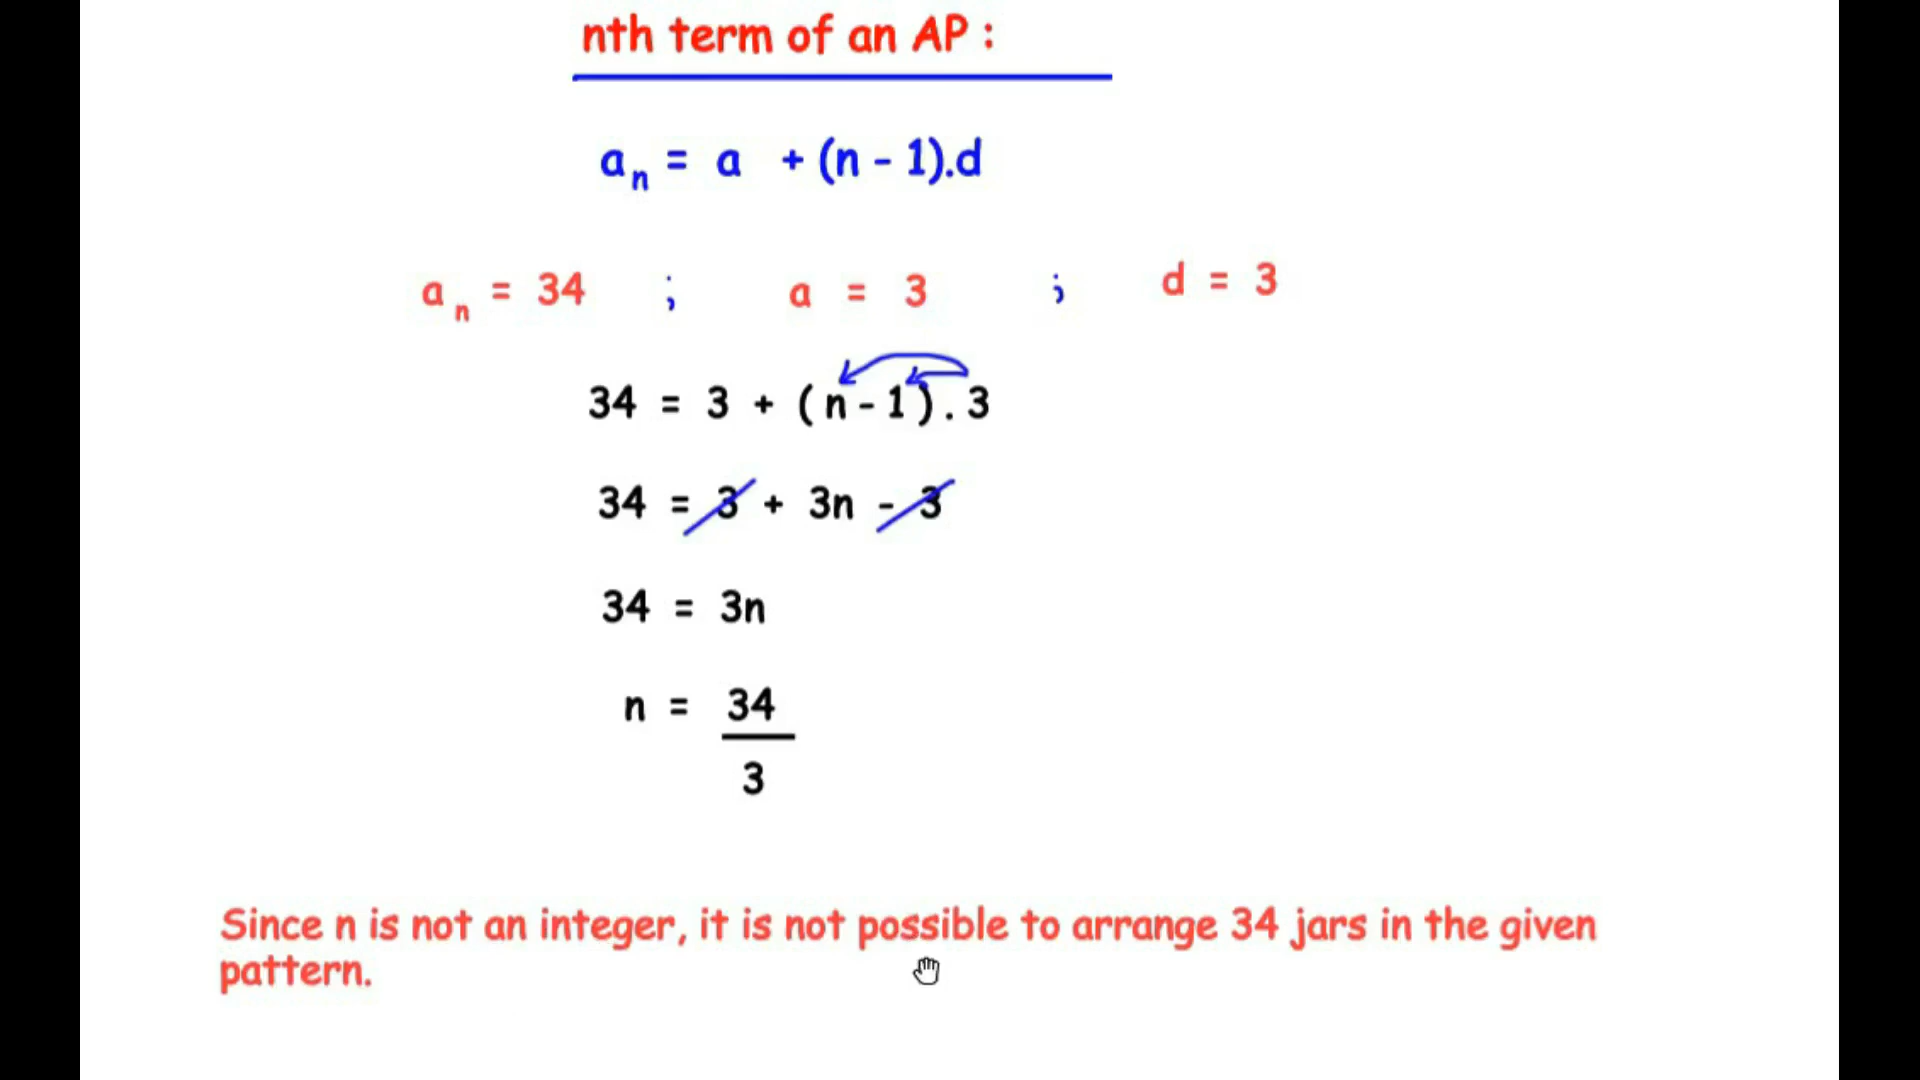 nth term of an AP :
an = a + (n - 1).d
an = 34 ; a = 3 ; d = 3
34 = 3 + ( n - 1 ) . 3
34 = 3 + 3n - 3
34 = 3n
n = 34
3
Since n is not an integer, it is not possible to arrange 34 jars in the given
pattern.